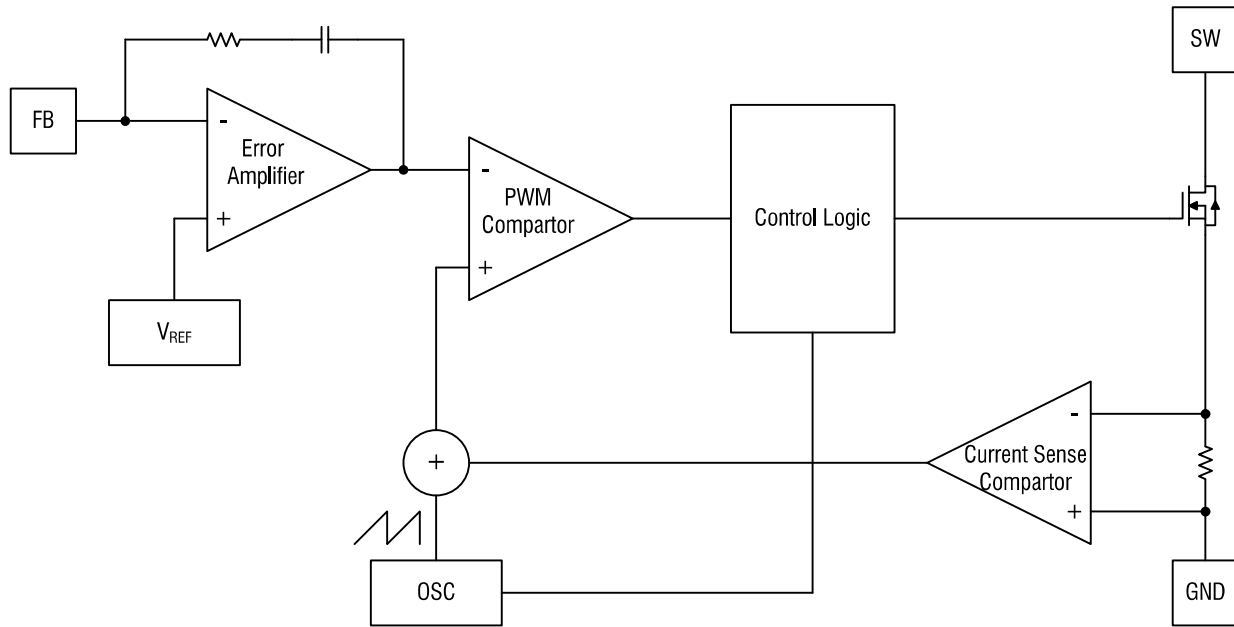 SW
FB
-
Error
Amplifier
+
-
PWM
Compartor
+
Control Logic
VREF
-
Current Sense
Compartor
+
+
OSC
GND